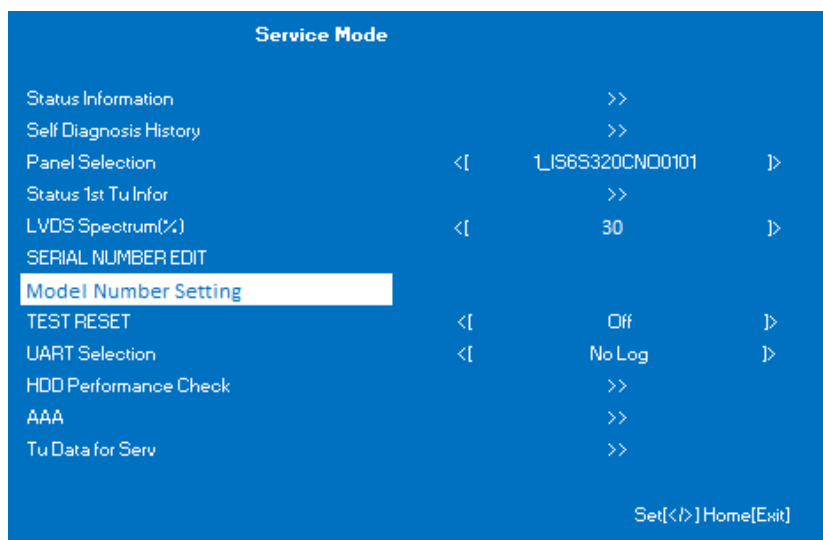 Service Mode
Status Information >>
Self Diagnosis History >>
Panel Selection <[ 1_IS6S320CND0101 ]>
Status 1st Tu Infor >>
LVDS Spectrum(%) <[ 30 ]>
SERIAL NUMBER EDIT
Model Number Setting
TEST RESET <[ Off ]>
UART Selection <[ No Log ]>
HDD Performance Check >>
AAA >>
Tu Data for Serv >>
Set[</>] Home[Exit]